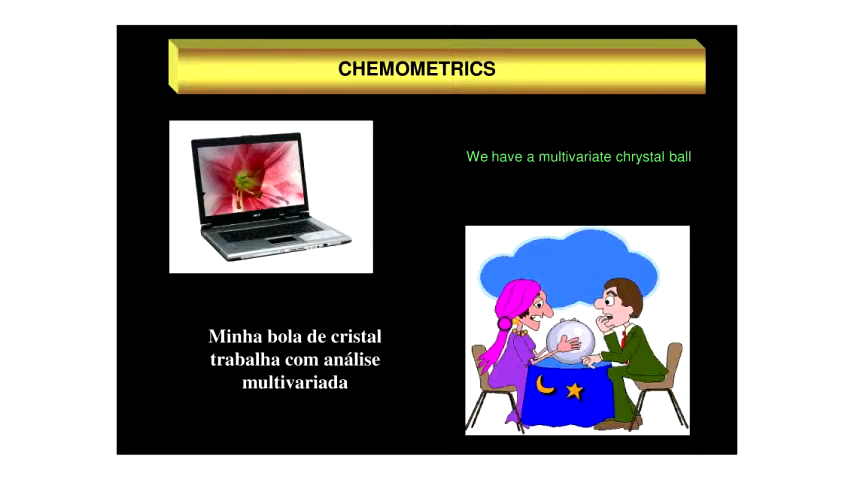 CHEMOMETRICS
We have a multivariate chrystal ball
Minha bola de cristal
trabalha com análise
multivariada